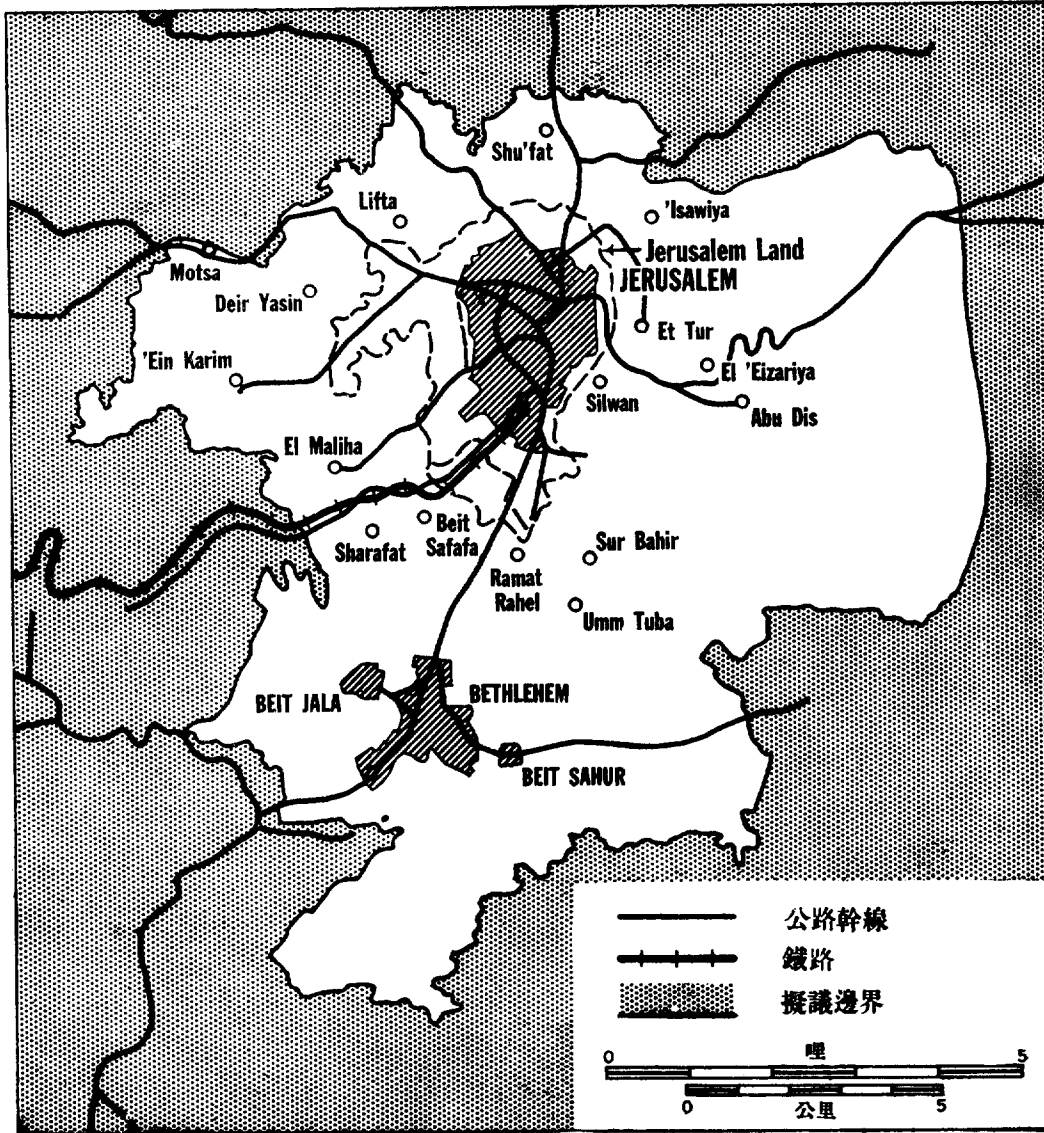 Shu'fat
Lifta
'Isawiya
Jerusalem Land
JERUSALEM
Motsa
Deir Yasin
Et Tur
'Ein Karim
El 'Eizariya
Silwan
Abu Dis
El Maliha
Beit
Safafa
Sharafat
Ramat
Rahel
Sur Bahir
Umm Tuba
BEIT JALA
BETHLEHEM
BEIT SAHUR
公路幹線
鐵路
擬議邊界
哩
0 5
0 5
公里